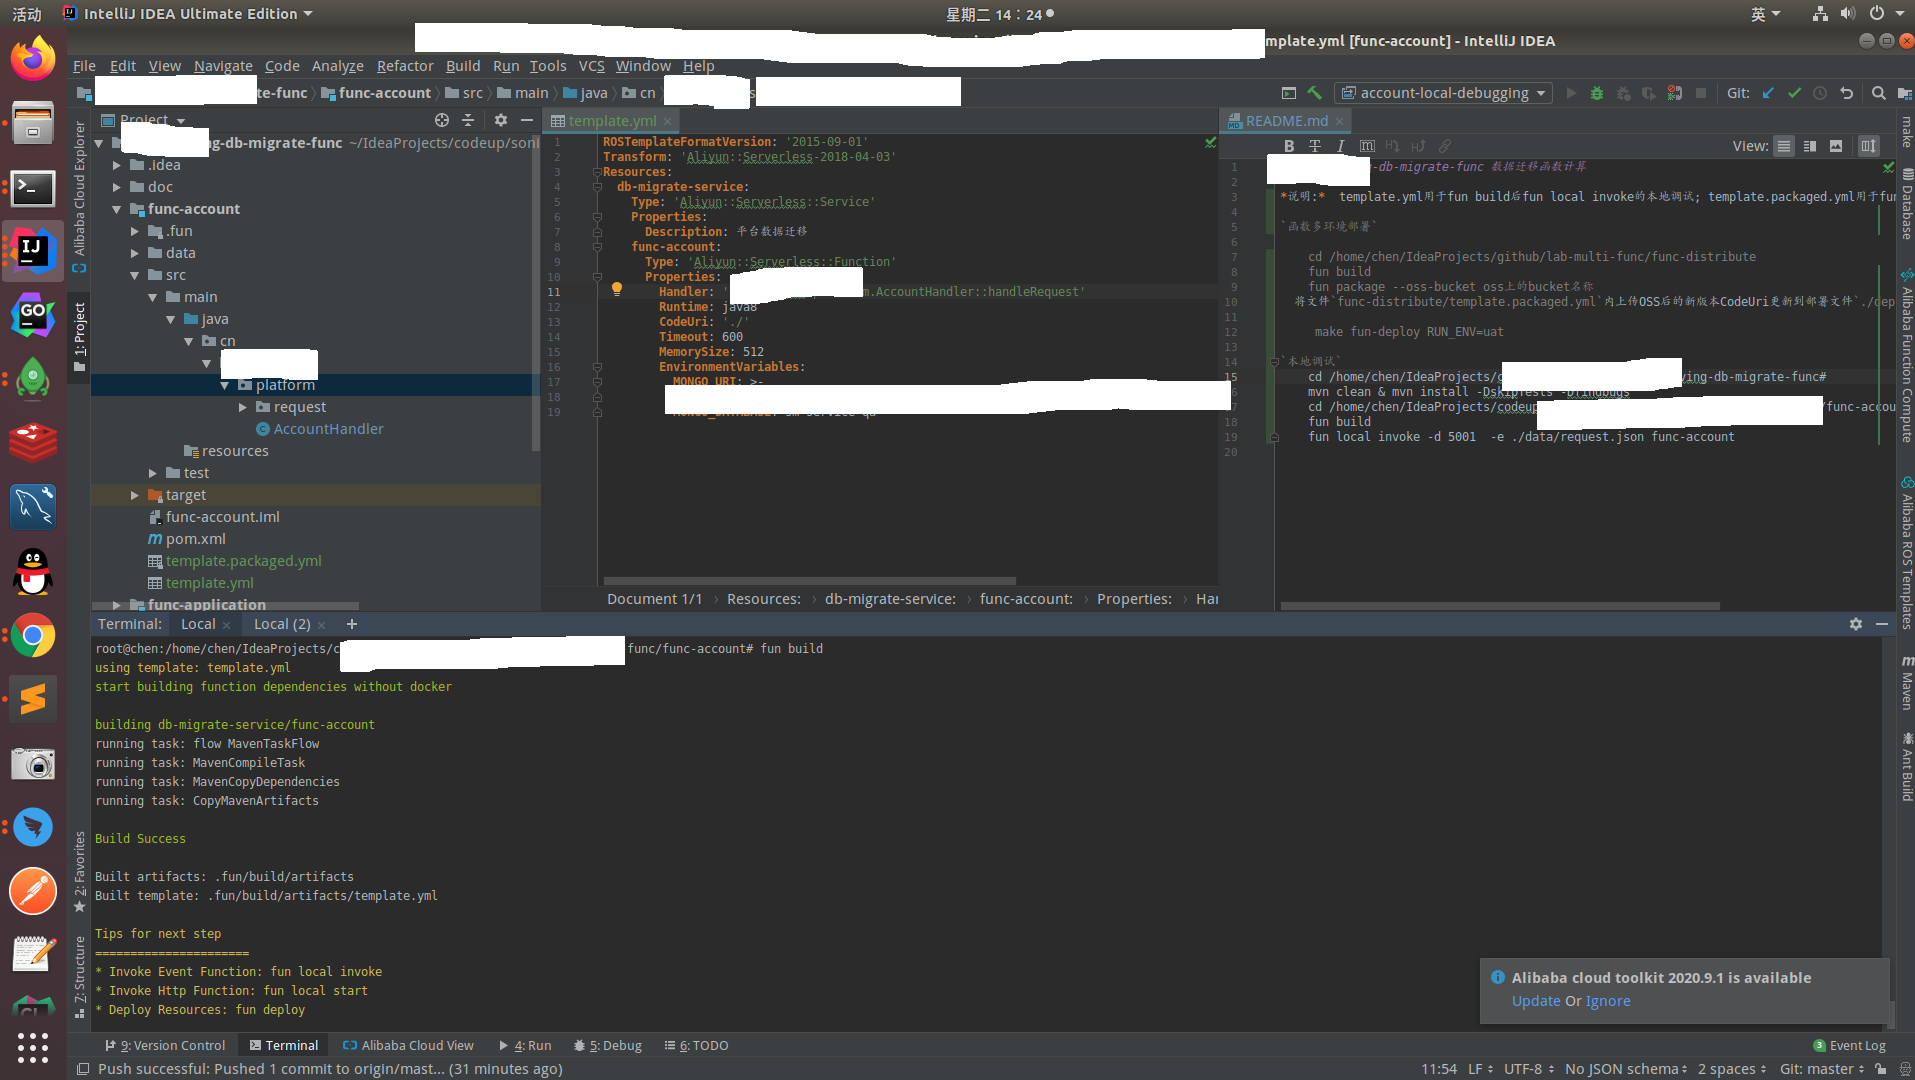 活动
IntelliJ IDEA Ultimate Edition
星期二 14：24
英
mplate.yml [func-account] - IntelliJ IDEA
File Edit View Navigate Code Analyze Refactor Build Run Tools VCS Window Help
te-func
func-account
src
main
java
cn
account-local-debugging
Git:
Project
template.yml
README.md
ng-db-migrate-func ~/IdeaProjects/codeup/soni
.idea
doc
func-account
.fun
data
src
main
java
cn
platform
request
AccountHandler
resources
test
target
func-account.iml
pom.xml
template.packaged.yml
template.yml
func-application
1 ROSTemplateFormatVersion: '2015-09-01'
2 Transform: 'Aliyun::Serverless-2018-04-03'
3 Resources:
4 db-migrate-service:
5 Type: 'Aliyun::Serverless::Service'
6 Properties:
7 Description: 平台数据迁移
8 func-account:
9 Type: 'Aliyun::Serverless::Function'
10 Properties:
11 Handler: ' m.AccountHandler::handleRequest'
12 Runtime: java8
13 CodeUri: './'
14 Timeout: 600
15 MemorySize: 512
16 EnvironmentVariables:
17 MONGO_URI: >-
18
19 MONGO_DATABASE:
Document 1/1 › Resources: › db-migrate-service: › func-account: › Properties: › Har
View:
1 -db-migrate-func 数据迁移函数计算
2
3 *说明:* template.yml用于fun build后fun local invoke的本地调试; template.packaged.yml用于fun
4
5 `函数多环境部署`
6
7 cd /home/chen/IdeaProjects/github/lab-multi-func/func-distribute
8 fun build
9 fun package --oss-bucket oss上的bucket名称
10 将文件`func-distribute/template.packaged.yml`内上传OSS后的新版本CodeUri更新到部署文件`./dep
11
12 make fun-deploy RUN_ENV=uat
13
14 `本地调试`
15 cd /home/chen/IdeaProjects/ ving-db-migrate-func#
16 mvn clean & mvn install -DskipTests -Dfindbugs
17 cd /home/chen/IdeaProjects/codeup /func-accou
18 fun build
19 fun local invoke -d 5001 -e ./data/request.json func-account
20
Alibaba Cloud Explorer
1: Project
2: Favorites
7: Structure
make
Database
Alibaba Function Compute
Alibaba ROS Templates
Maven
Ant Build
Terminal: Local Local (2)
root@chen:/home/chen/IdeaProjects/c func/func-account# fun build
using template: template.yml
start building function dependencies without docker
building db-migrate-service/func-account
running task: flow MavenTaskFlow
running task: MavenCompileTask
running task: MavenCopyDependencies
running task: CopyMavenArtifacts
Build Success
Built artifacts: .fun/build/artifacts
Built template: .fun/build/artifacts/template.yml
Tips for next step
======================
* Invoke Event Function: fun local invoke
* Invoke Http Function: fun local start
* Deploy Resources: fun deploy
Alibaba cloud toolkit 2020.9.1 is available
Update Or Ignore
9: Version Control
Terminal
Alibaba Cloud View
4: Run
5: Debug
6: TODO
3 Event Log
Push successful: Pushed 1 commit to origin/mast... (31 minutes ago)
11:54 LF UTF-8 No JSON schema 2 spaces Git: master